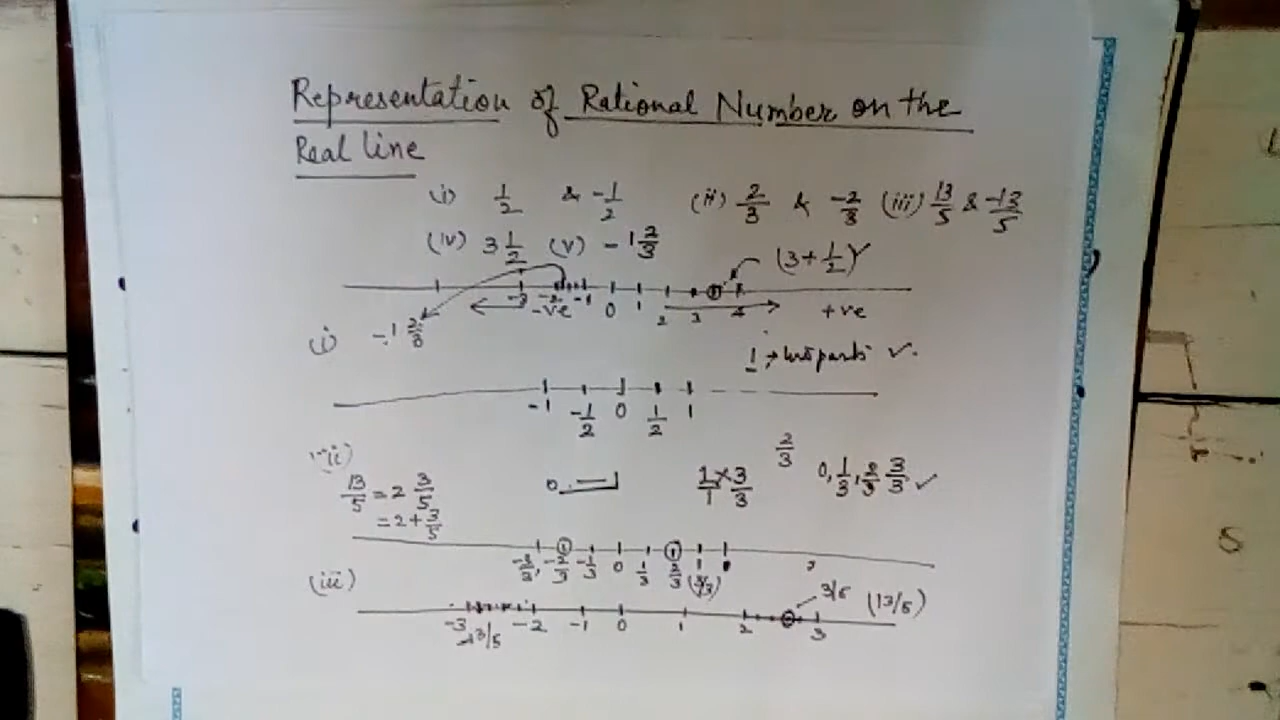 Representation of Rational Number on the
Real line
(i) 1/2 & -1/2 (ii) 2/3 & -2/3 (iii) 13/5 & -13/5
(iv) 3 1/2 (v) -1 2/3
(3 + 1/2) ✓
-3 -2 -1 0 1 2 3 4
-ve +ve
(i) -1 2/3
1 → two parts ✓.
-1 -1/2 0 1/2 1
(ii) 2/3
13/5 = 2 3/5 0 1 1/1 × 3/3 0, 1/3, 2/3, 3/3 ✓
= 2 + 3/5
-3/3, -2/3 -1/3 0 1/3 2/3 1 (3/3)
(iii) 3/5 (13/5)
-3 -13/5 -2 -1 0 1 2 3
S